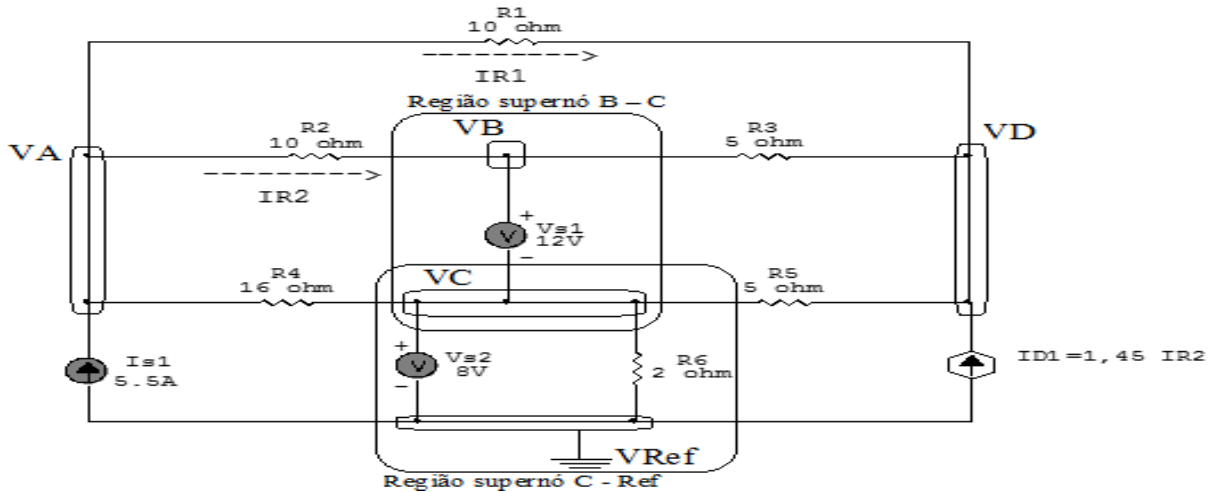 R1
10 ohm
IR1
Região supernó B – C
R2
10 ohm
VB
R3
5 ohm
VD
VA
IR2
+
Vs1
V
12V
-
R4
16 ohm
VC
R5
5 ohm
Is1
5.5A
+
Vs2
V
8V
-
R6
2 ohm
ID1=1,45 IR2
VRef
Região supernó C - Ref